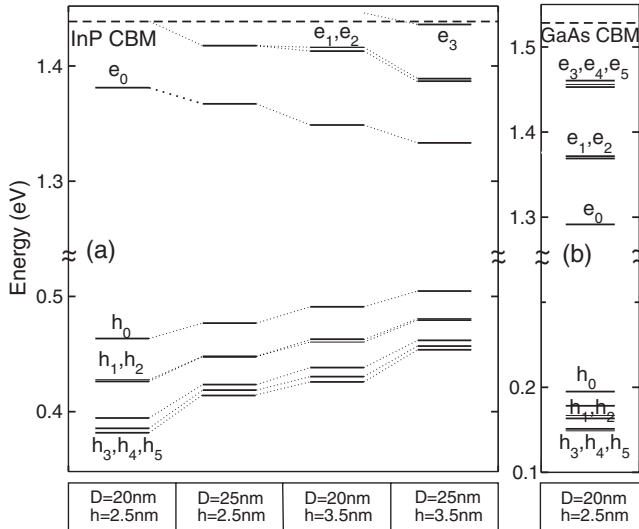 InP CBM
GaAs CBM
e₁,e₂
e₃
e₀
1.4
1.3
0.5
0.4
Energy (eV)
(a)
h₀
h₁,h₂
h₃,h₄,h₅
1.5
1.4
1.3
0.2
0.1
e₃,e₄,e₅
e₁,e₂
e₀
(b)
h₀
h₁,h₂
h₃,h₄,h₅
D=20nm
h=2.5nm
D=25nm
h=2.5nm
D=20nm
h=3.5nm
D=25nm
h=3.5nm
D=20nm
h=2.5nm